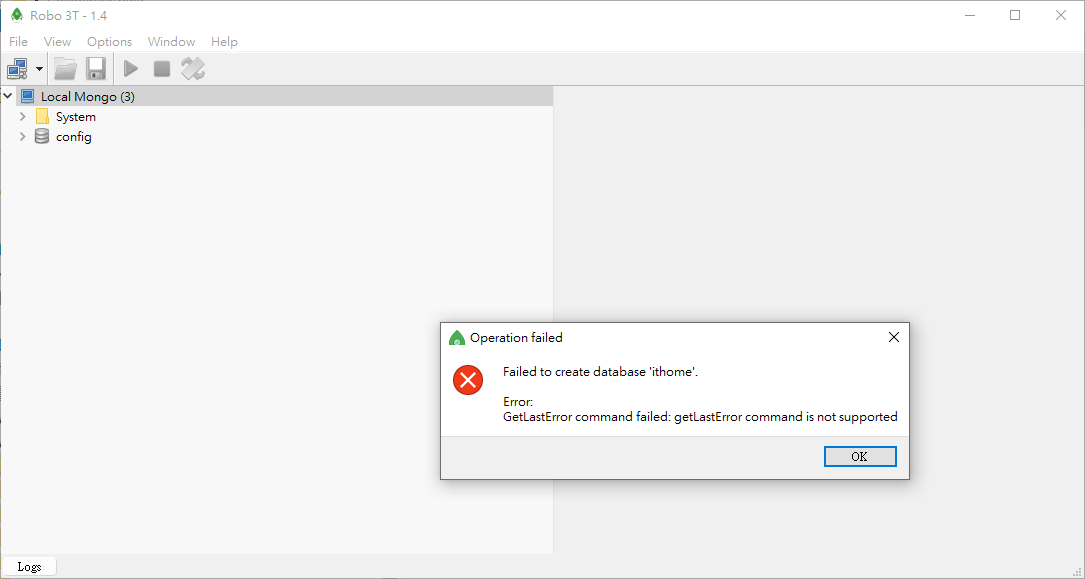 Robo 3T - 1.4
File View Options Window Help
Local Mongo (3)
System
config
Operation failed
Failed to create database 'ithome'.
Error:
GetLastError command failed: getLastError command is not supported
OK
Logs